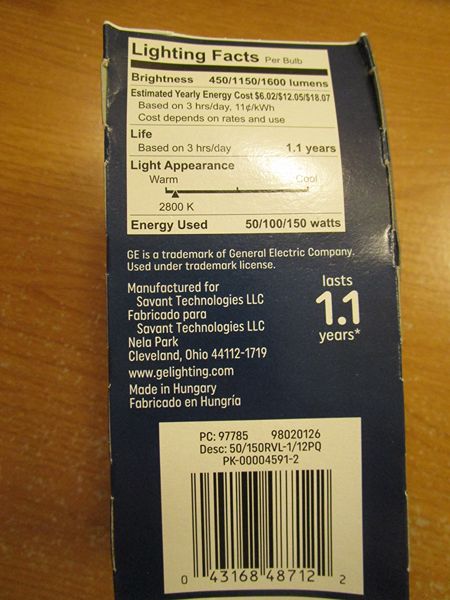 Lighting Facts Per Bulb
Brightness 450/1150/1600 lumens
Estimated Yearly Energy Cost $6.02/$12.05/$18.07
Based on 3 hrs/day, 11¢/kWh
Cost depends on rates and use
Life
Based on 3 hrs/day 1.1 years
Light Appearance
Warm Cool
2800 K
Energy Used 50/100/150 watts
GE is a trademark of General Electric Company.
Used under trademark license.
Manufactured for
Savant Technologies LLC
Fabricado para
Savant Technologies LLC
Nela Park
Cleveland, Ohio 44112-1719
www.gelighting.com
Made in Hungary
Fabricado en Hungría
lasts
1.1
years*
PC: 97785 98020126
Desc: 50/150RVL-1/12PQ
PK-00004591-2
0 43168 48712 2